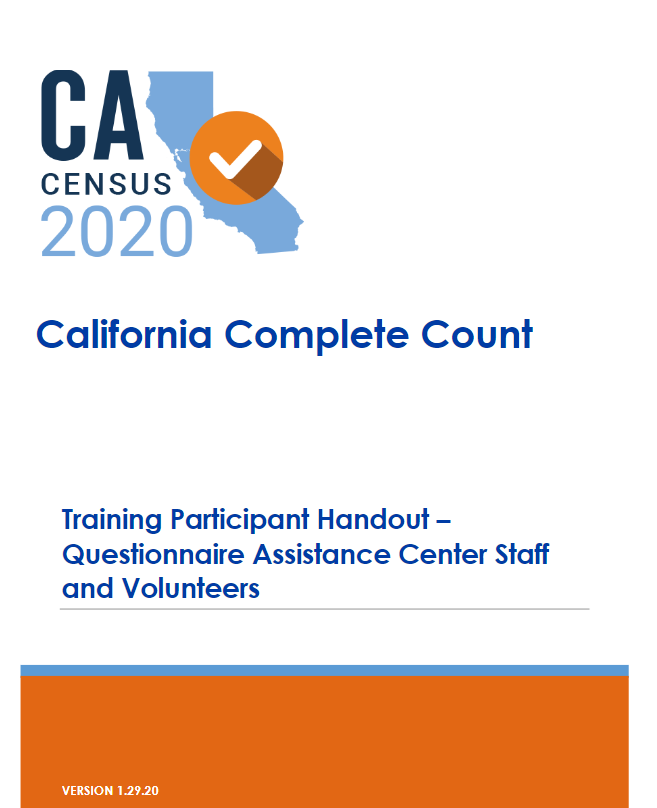 CA
CENSUS
2020
California Complete Count
Training Participant Handout –
Questionnaire Assistance Center Staff
and Volunteers
VERSION 1.29.20